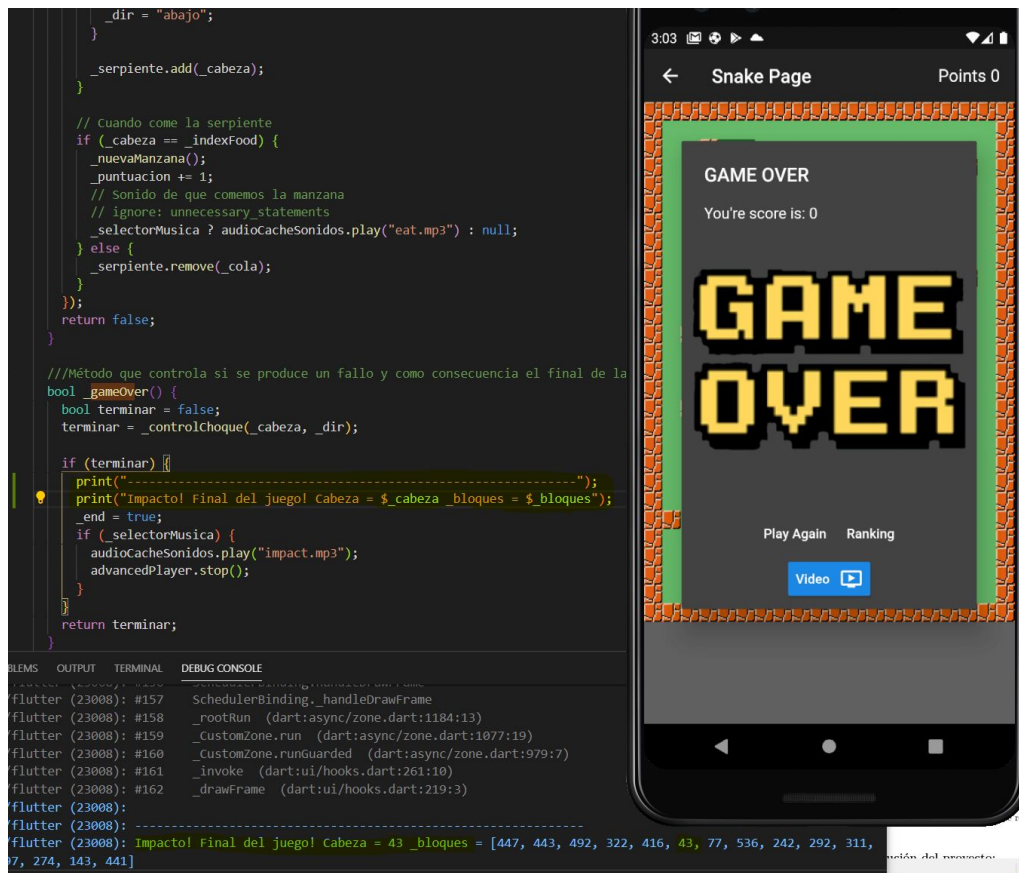 _dir = "abajo";
}
_serpiente.add(_cabeza);
}
// Cuando come la serpiente
if (_cabeza == _indexFood) {
_nuevaManzana();
_puntuacion += 1;
// Sonido de que comemos la manzana
// ignore: unnecessary_statements
_selectorMusica ? audioCacheSonidos.play("eat.mp3") : null;
} else {
_serpiente.remove(_cola);
}
});
return false;
}
///Método que controla si se produce un fallo y como consecuencia el final de la
bool _gameOver() {
bool terminar = false;
terminar = _controlChoque(_cabeza, _dir);
if (terminar) {
print("--------------------------------------------------------------");
print("Impacto! Final del juego! Cabeza = $_cabeza _bloques = $_bloques");
_end = true;
if (_selectorMusica) {
audioCacheSonidos.play("impact.mp3");
advancedPlayer.stop();
}
}
return terminar;
}
BLEMS OUTPUT TERMINAL DEBUG CONSOLE
/flutter (23008): #157 SchedulerBinding._handleDrawFrame
/flutter (23008): #158 _rootRun (dart:async/zone.dart:1184:13)
/flutter (23008): #159 _CustomZone.run (dart:async/zone.dart:1077:19)
/flutter (23008): #160 _CustomZone.runGuarded (dart:async/zone.dart:979:7)
/flutter (23008): #161 _invoke (dart:ui/hooks.dart:261:10)
/flutter (23008): #162 _drawFrame (dart:ui/hooks.dart:219:3)
/flutter (23008):
/flutter (23008): --------------------------------------------------------------
/flutter (23008): Impacto! Final del juego! Cabeza = 43 _bloques = [447, 443, 492, 322, 416, 43, 77, 536, 242, 292, 311,
97, 274, 143, 441]
3:03
Snake Page Points 0
GAME OVER
You're score is: 0
GAME
OVER
Play Again Ranking
Video
ución del proyecto: